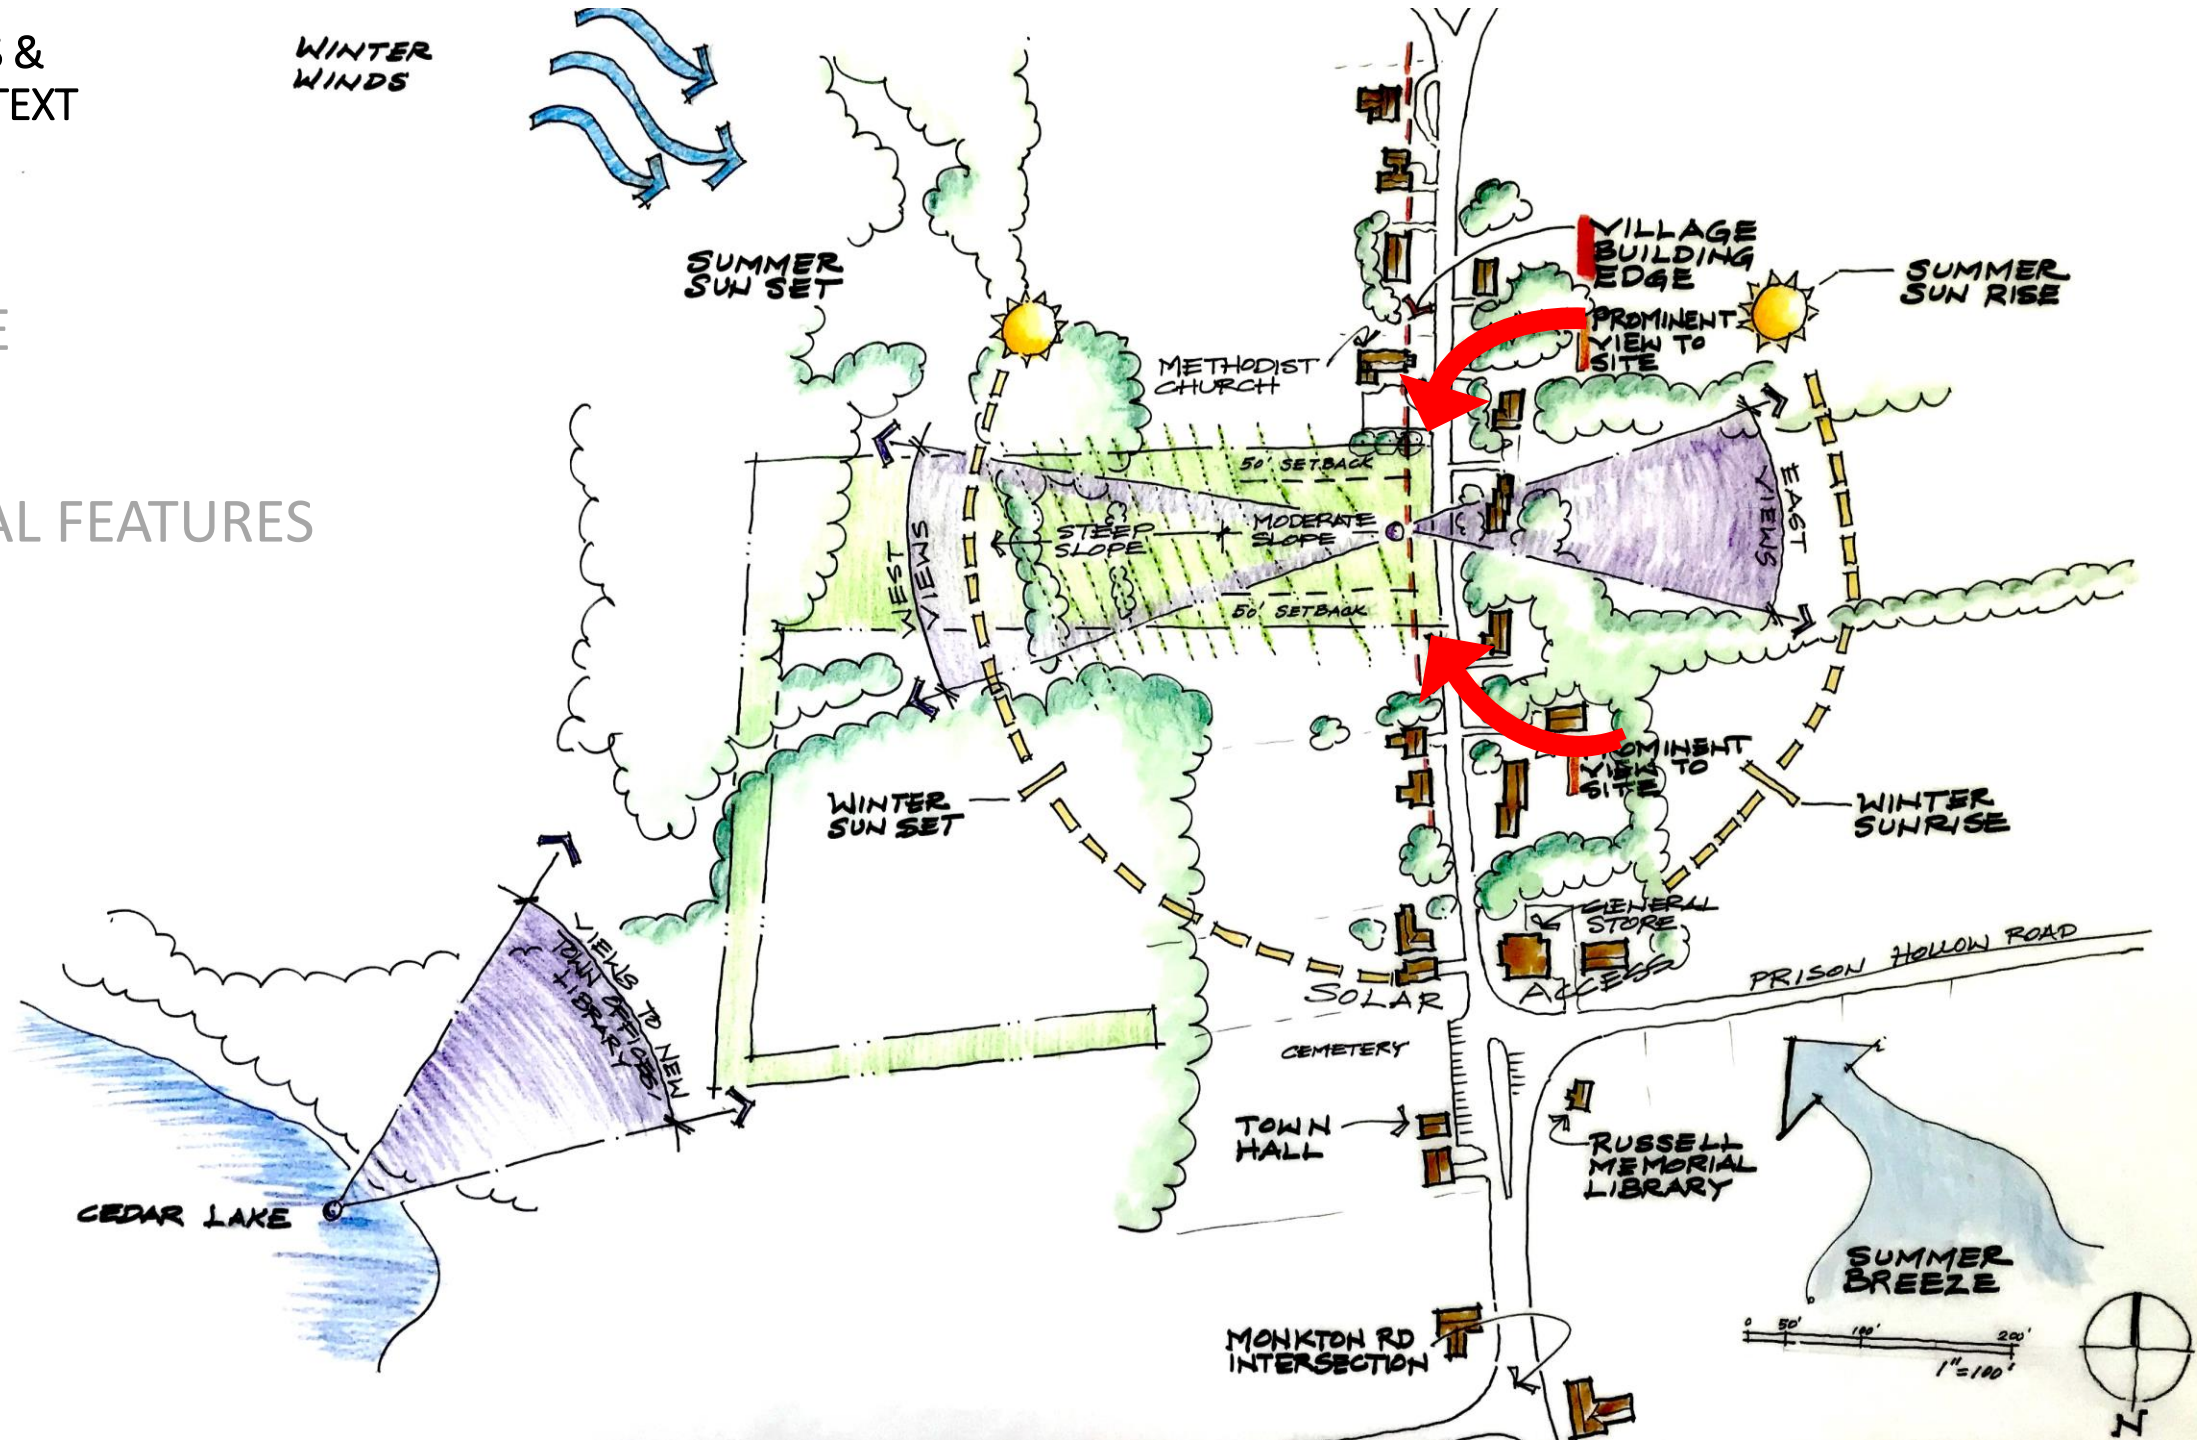 &
TEXT
E
AL FEATURES
WINTER
WINDS
SUMMER
SUN SET
VILLAGE
BUILDING
EDGE
SUMMER
SUN RISE
PROMINENT
VIEW TO
SITE
METHODIST
CHURCH
50' SETBACK
STEEP
SLOPE
MODERATE
SLOPE
WEST
VIEWS
EAST
VIEWS
50' SETBACK
VIEW TO
SITE
WINTER
SUN SET
WINTER
SUNRISE
VIEWS TO NEW
TOWN OFFICES/
LIBRARY
GENERAL
STORE
SOLAR
ACCESS
PRISON HOLLOW ROAD
CEMETERY
TOWN
HALL
RUSSELL
MEMORIAL
LIBRARY
CEDAR LAKE
SUMMER
BREEZE
MONKTON RD
INTERSECTION
0 50' 100' 200'
1"=100'
N